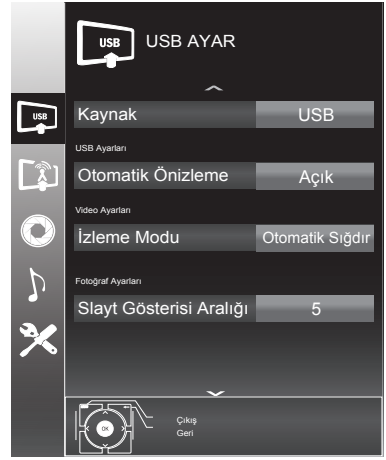 USB
USB AYAR
USB
Kaynak
USB
USB Ayarları
Otomatik Önizleme
Açık
Video Ayarları
İzleme Modu
Otomatik Sığdır
Fotoğraf Ayarları
Slayt Gösterisi Aralığı
5
OK
Çıkış
Geri